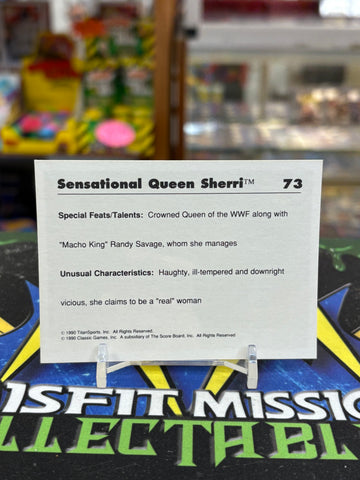 Sensational Queen Sherri™ 73
Special Feats/Talents: Crowned Queen of the WWF along with
"Macho King" Randy Savage, whom she manages
Unusual Characteristics: Haughty, ill-tempered and downright
vicious, she claims to be a "real" woman
© 1990 TitanSports, Inc. All Rights Reserved.
© 1990 Classic Games, Inc. A subsidiary of The Score Board, Inc. All Rights Reserved.
ISFIT MISSIO
LLECTABL